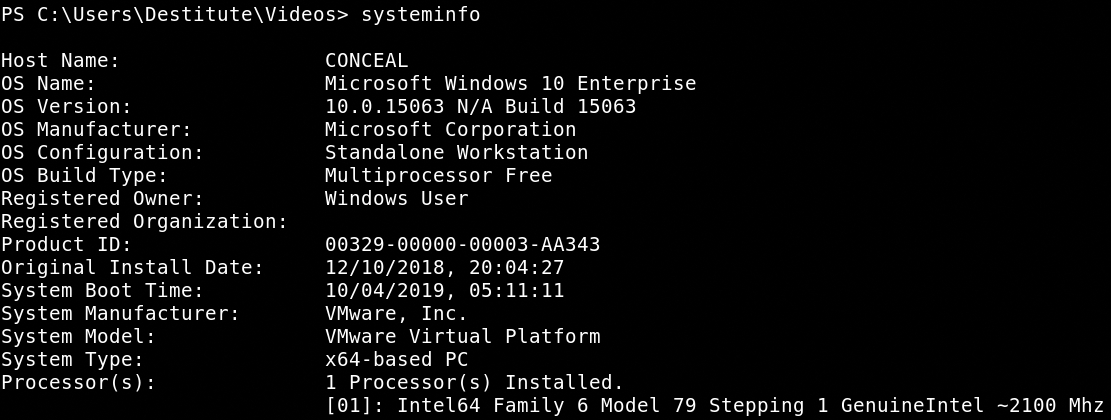 PS C:\Users\Destitute\Videos> systeminfo
Host Name: CONCEAL
OS Name: Microsoft Windows 10 Enterprise
OS Version: 10.0.15063 N/A Build 15063
OS Manufacturer: Microsoft Corporation
OS Configuration: Standalone Workstation
OS Build Type: Multiprocessor Free
Registered Owner: Windows User
Registered Organization:
Product ID: 00329-00000-00003-AA343
Original Install Date: 12/10/2018, 20:04:27
System Boot Time: 10/04/2019, 05:11:11
System Manufacturer: VMware, Inc.
System Model: VMware Virtual Platform
System Type: x64-based PC
Processor(s): 1 Processor(s) Installed.
[01]: Intel64 Family 6 Model 79 Stepping 1 GenuineIntel ~2100 Mhz